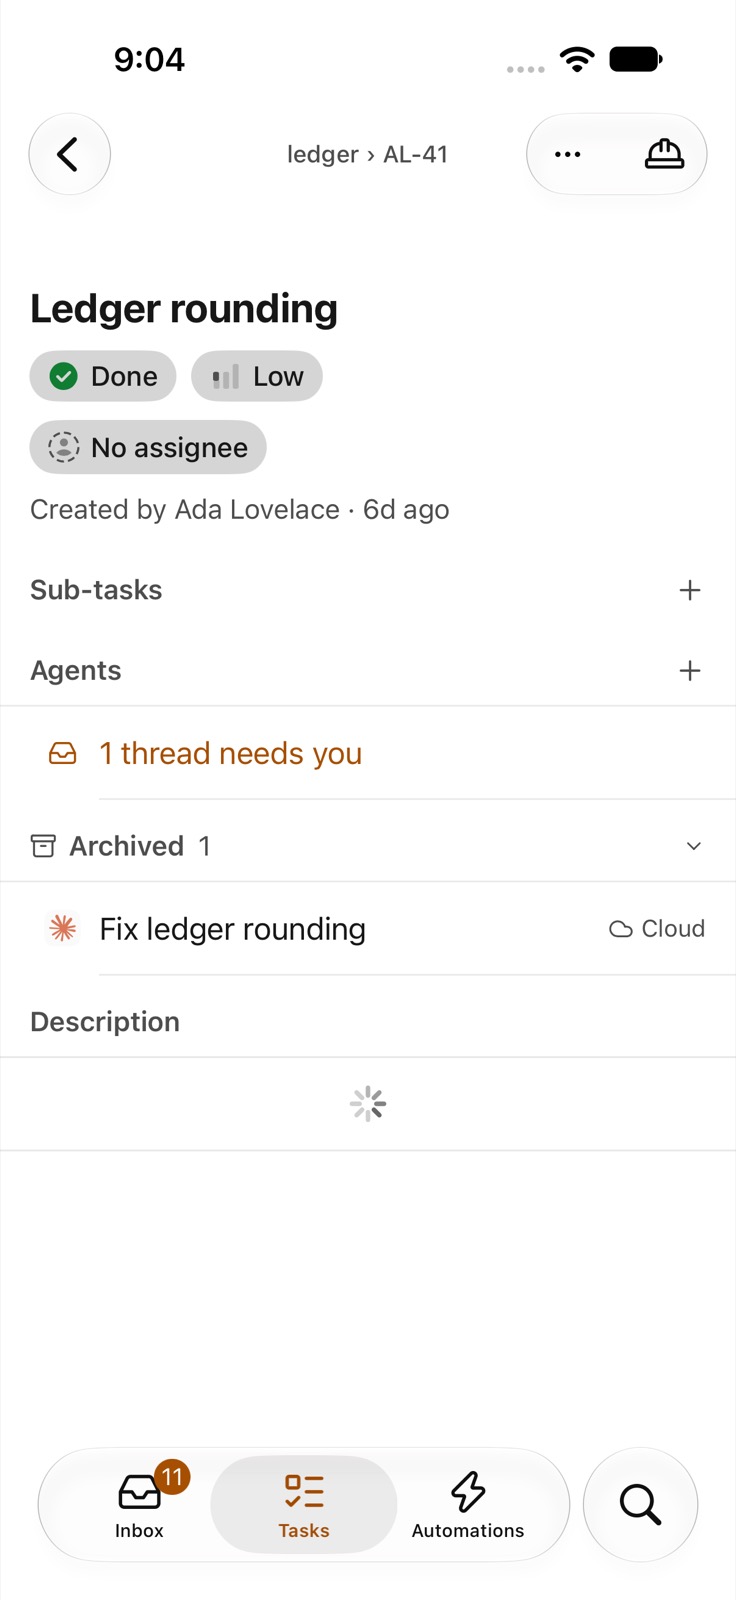 9:04
ledger › AL-41
Ledger rounding
Done
Low
No assignee
Created by Ada Lovelace · 6d ago
Sub-tasks
Agents
1 thread needs you
Archived 1
Fix ledger rounding
Cloud
Description
11
Inbox
Tasks
Automations